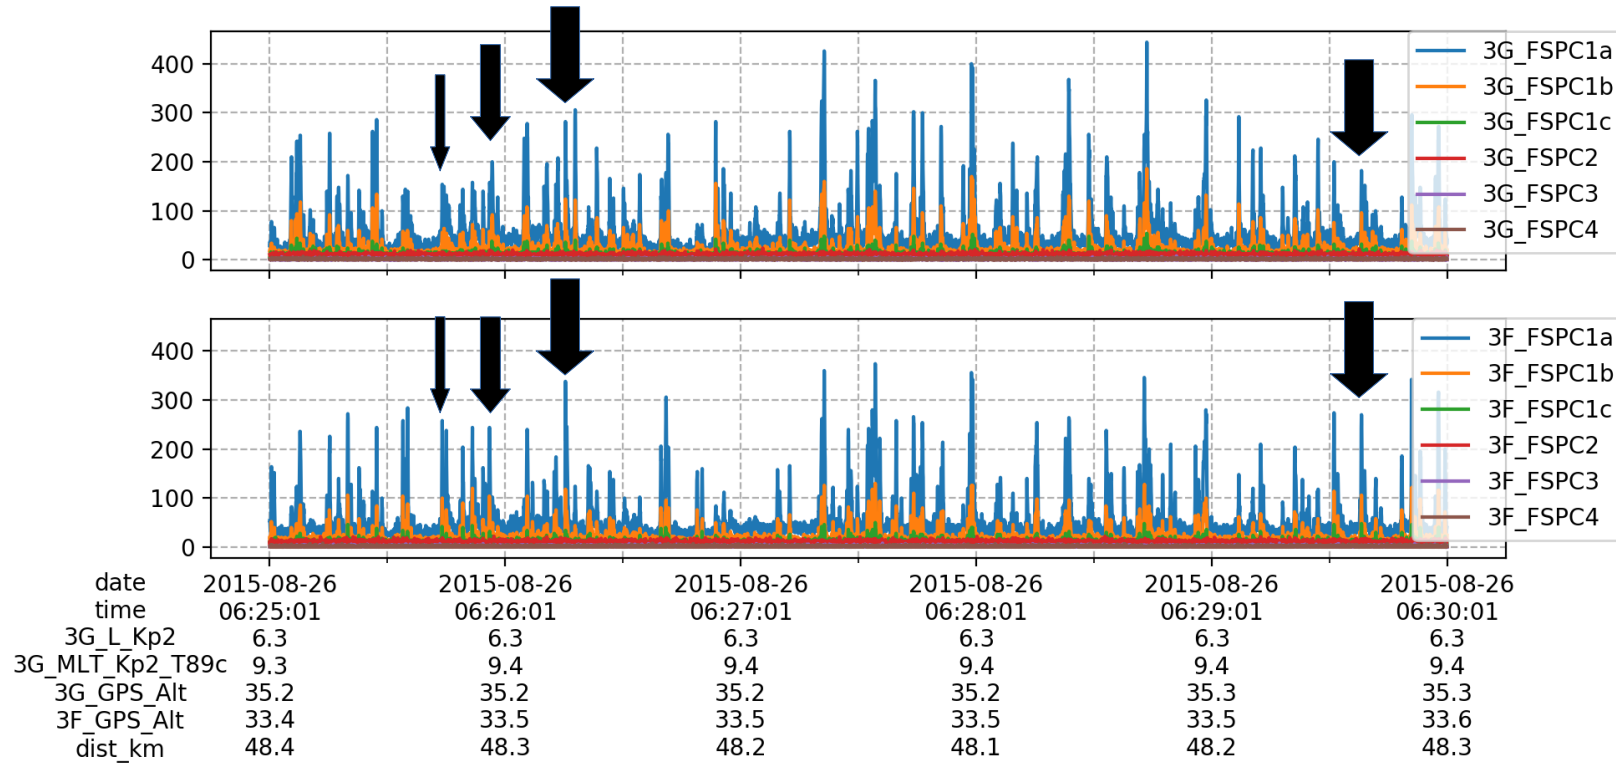 400
300
200
100
0
3G_FSPC1a
3G_FSPC1b
3G_FSPC1c
3G_FSPC2
3G_FSPC3
3G_FSPC4
400
300
200
100
0
3F_FSPC1a
3F_FSPC1b
3F_FSPC1c
3F_FSPC2
3F_FSPC3
3F_FSPC4
date 2015-08-26 2015-08-26 2015-08-26 2015-08-26 2015-08-26 2015-08-26
time 06:25:01 06:26:01 06:27:01 06:28:01 06:29:01 06:30:01
3G_L_Kp2 6.3 6.3 6.3 6.3 6.3 6.3
3G_MLT_Kp2_T89c 9.3 9.4 9.4 9.4 9.4 9.4
3G_GPS_Alt 35.2 35.2 35.2 35.2 35.3 35.3
3F_GPS_Alt 33.4 33.5 33.5 33.5 33.5 33.6
dist_km 48.4 48.3 48.2 48.1 48.2 48.3